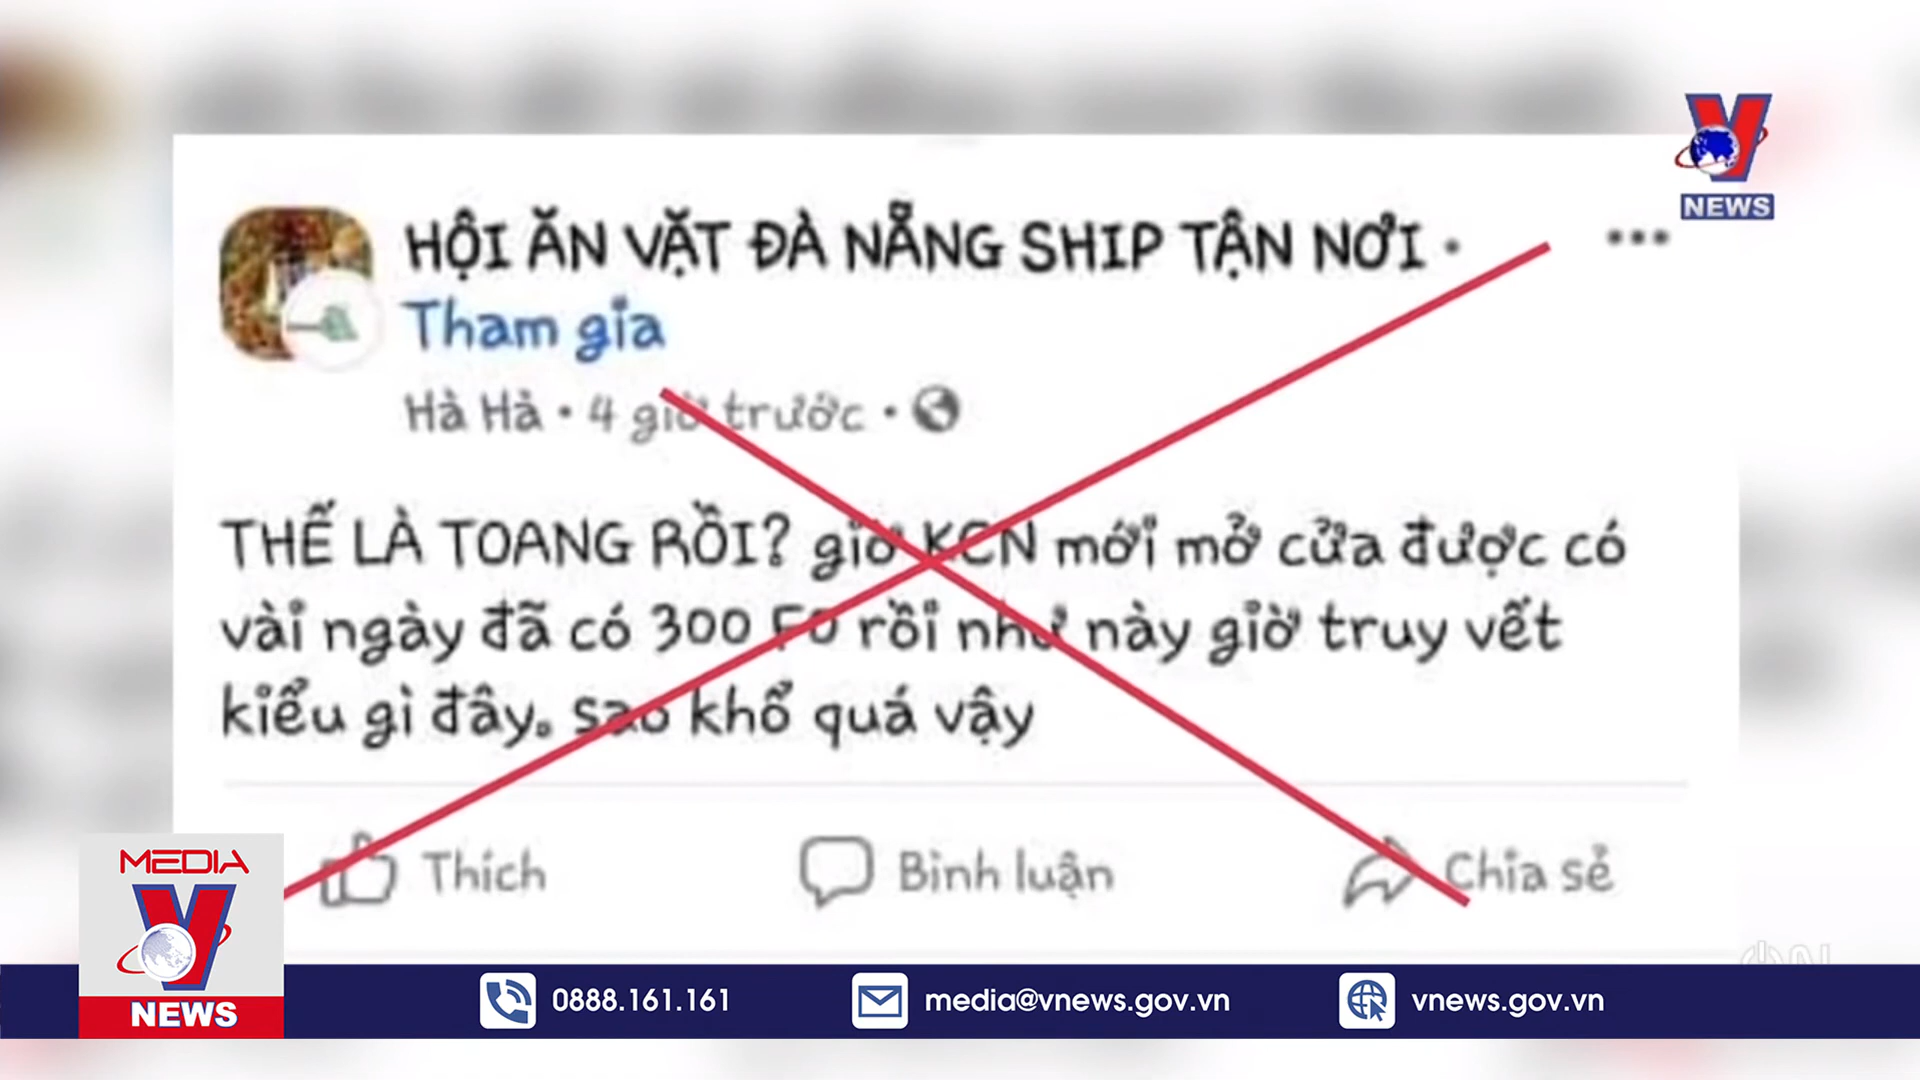 V
NEWS
HỘI ĂN VẶT ĐÀ NẴNG SHIP TẬN NƠI •
Tham gia
Hà Hà • 4 giờ trước •
THẾ LÀ TOANG RỒI? giờ KCN mới mở cửa được có
vài ngày đã có 300 F0 rồi như này giờ truy vết
kiểu gì đây. sao khổ quá vậy
Thích
Bình luận
Chia sẻ
MEDIA
V
NEWS
0888.161.161
media@vnews.gov.vn
vnews.gov.vn